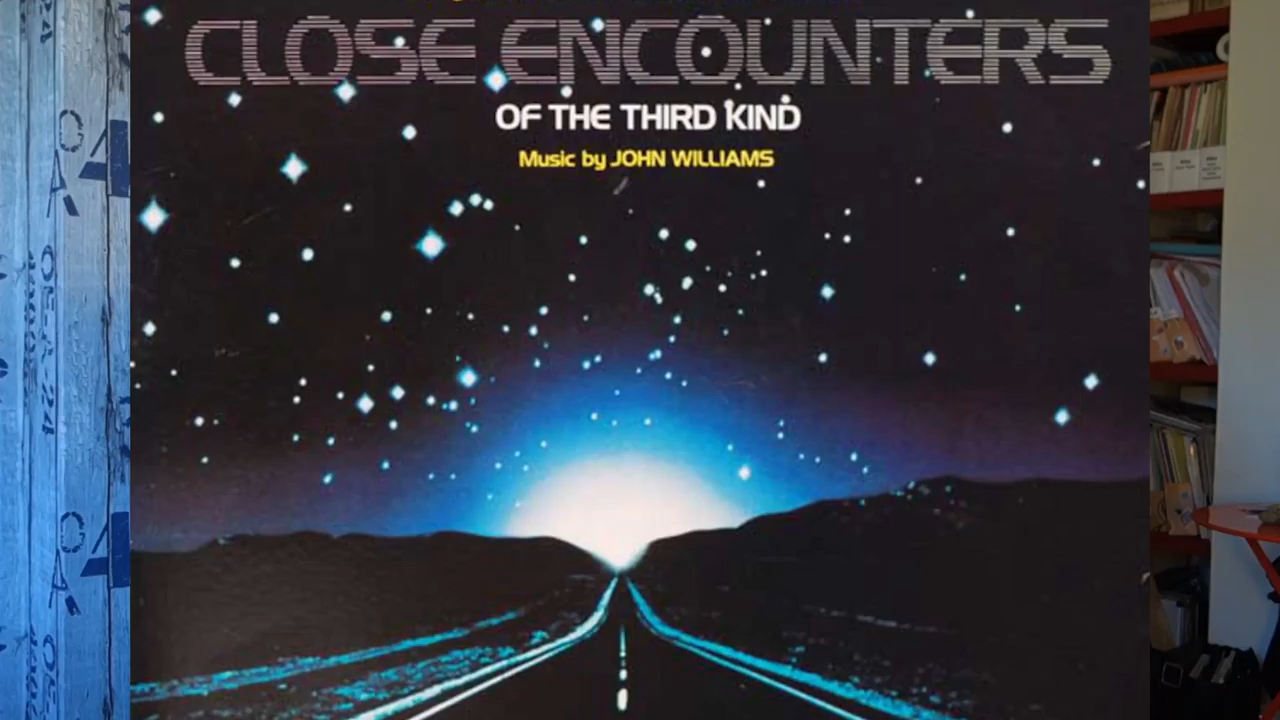 CLOSE ENCOUNTERS
OF THE THIRD KIND
Music by JOHN WILLIAMS